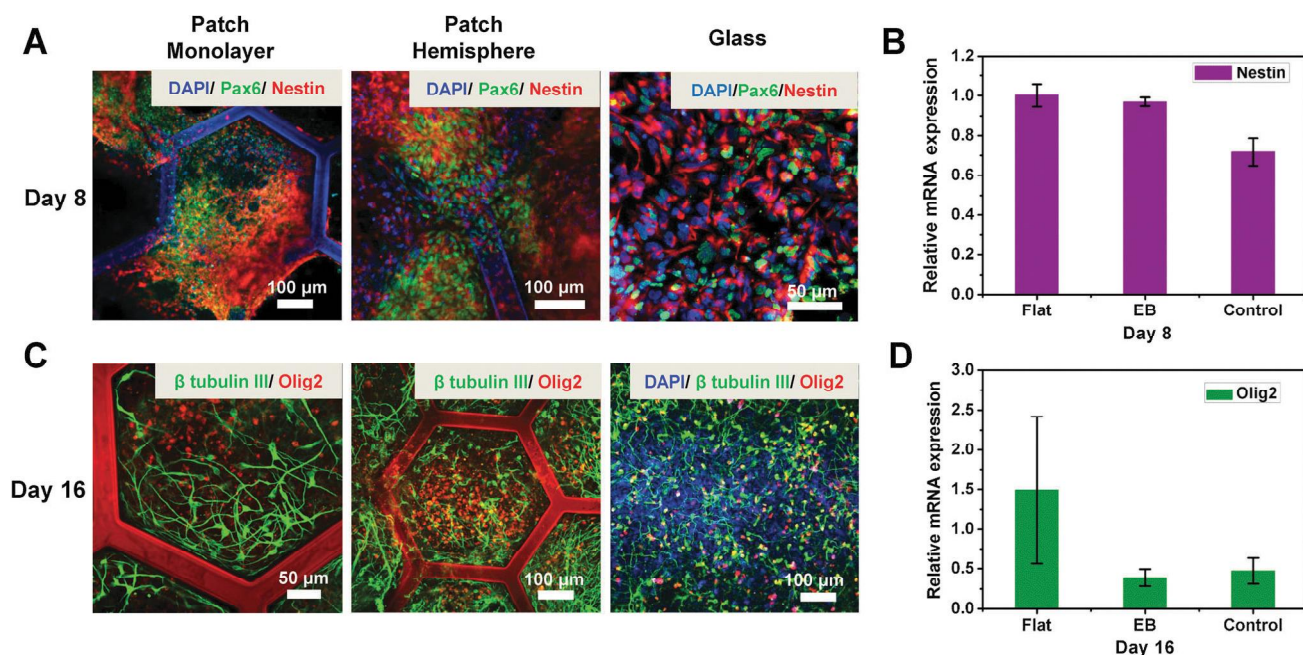 A
Patch
Monolayer
Patch
Hemisphere
Glass
Day 8
DAPI/ Pax6/ Nestin
100 µm
DAPI/ Pax6/ Nestin
100 µm
DAPI/Pax6/Nestin
50 µm
B
Relative mRNA expression
1.2
1.0
0.8
0.6
0.4
0.2
0.0
Nestin
Flat EB Control
Day 8
C
Day 16
β tubulin III/ Olig2
50 µm
β tubulin III/ Olig2
100 µm
DAPI/ β tubulin III/ Olig2
100 µm
D
Relative mRNA expression
3.0
2.5
2.0
1.5
1.0
0.5
0.0
Olig2
Flat EB Control
Day 16